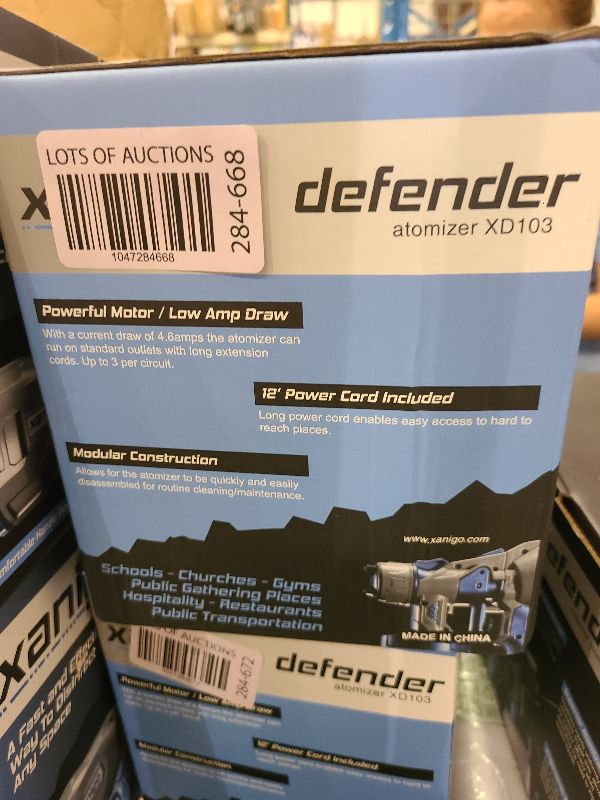 LOTS OF AUCTIONS
1047284668
284-668
defender
atomizer XD103
Powerful Motor / Low Amp Draw
With a current draw of 4.6amps the atomizer can
run on standard outlets with long extension
cords. Up to 3 per circuit.
12' Power Cord Included
Long power cord enables easy access to hard to
reach places.
Modular Construction
Allows for the atomizer to be quickly and easily
disassembled for routine cleaning/maintenance.
www.xanigo.com
Schools - Churches - Gyms
Public Gathering Places
Hospitality - Restaurants
Public Transportation
MADE IN CHINA
OF AUCTIONS
284-672
defender
atomizer XD103
Powerful Motor / Low Amp Draw
12' Power Cord Included
Modular Construction
xani
A Fast and Effect
Way To Disinfect
Any Space
defend